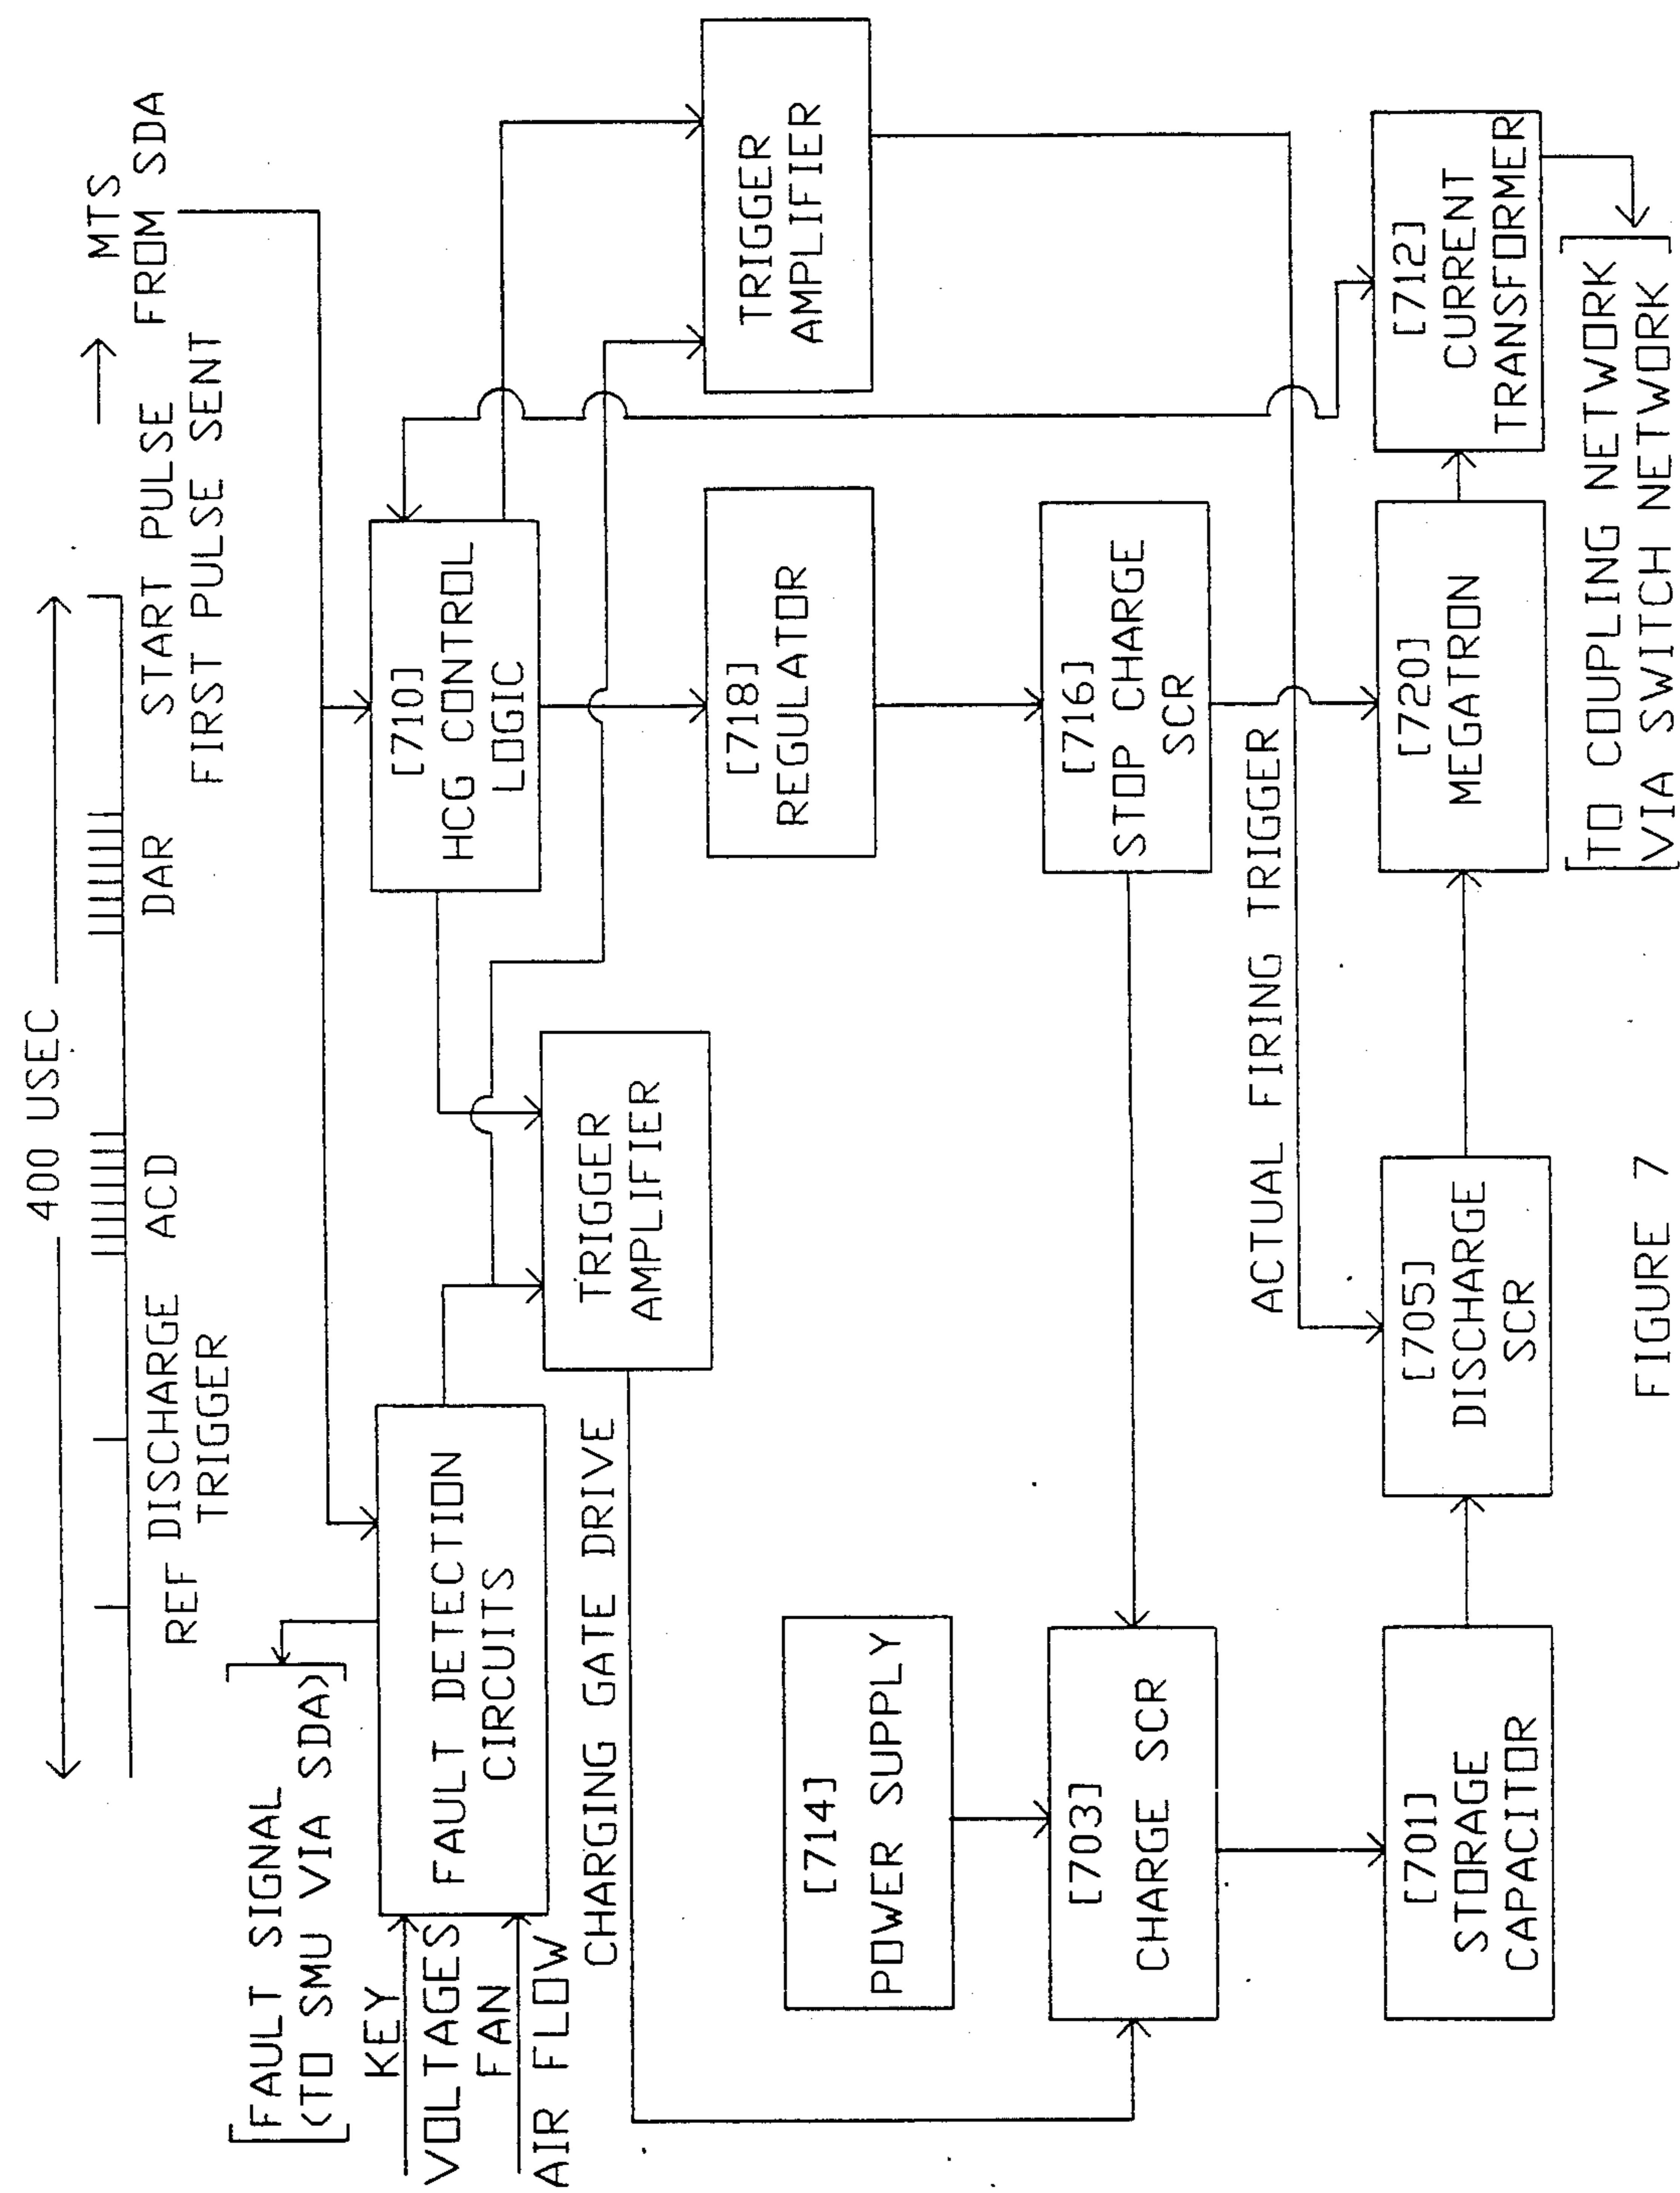 400 USEC
REF
DISCHARGE
TRIGGER
ACD
DAR
START PULSE
FIRST PULSE SENT
MTS
FROM SDA
[FAULT SIGNAL
(TO SMU VIA SDA)]
KEY
VOLTAGES
FAN
AIR FLOW
FAULT DETECTION
CIRCUITS
[710]
HCG CONTROL
LOGIC
TRIGGER
AMPLIFIER
TRIGGER
AMPLIFIER
CHARGING GATE DRIVE
[718]
REGULATOR
[714]
POWER SUPPLY
[703]
CHARGE SCR
[716]
STOP CHARGE
SCR
ACTUAL FIRING TRIGGER
[701]
STORAGE
CAPACITOR
[705]
DISCHARGE
SCR
[720]
MEGATRON
[712]
CURRENT
TRANSFORMER
[TO COUPLING NETWORK
VIA SWITCH NETWORK]
FIGURE 7